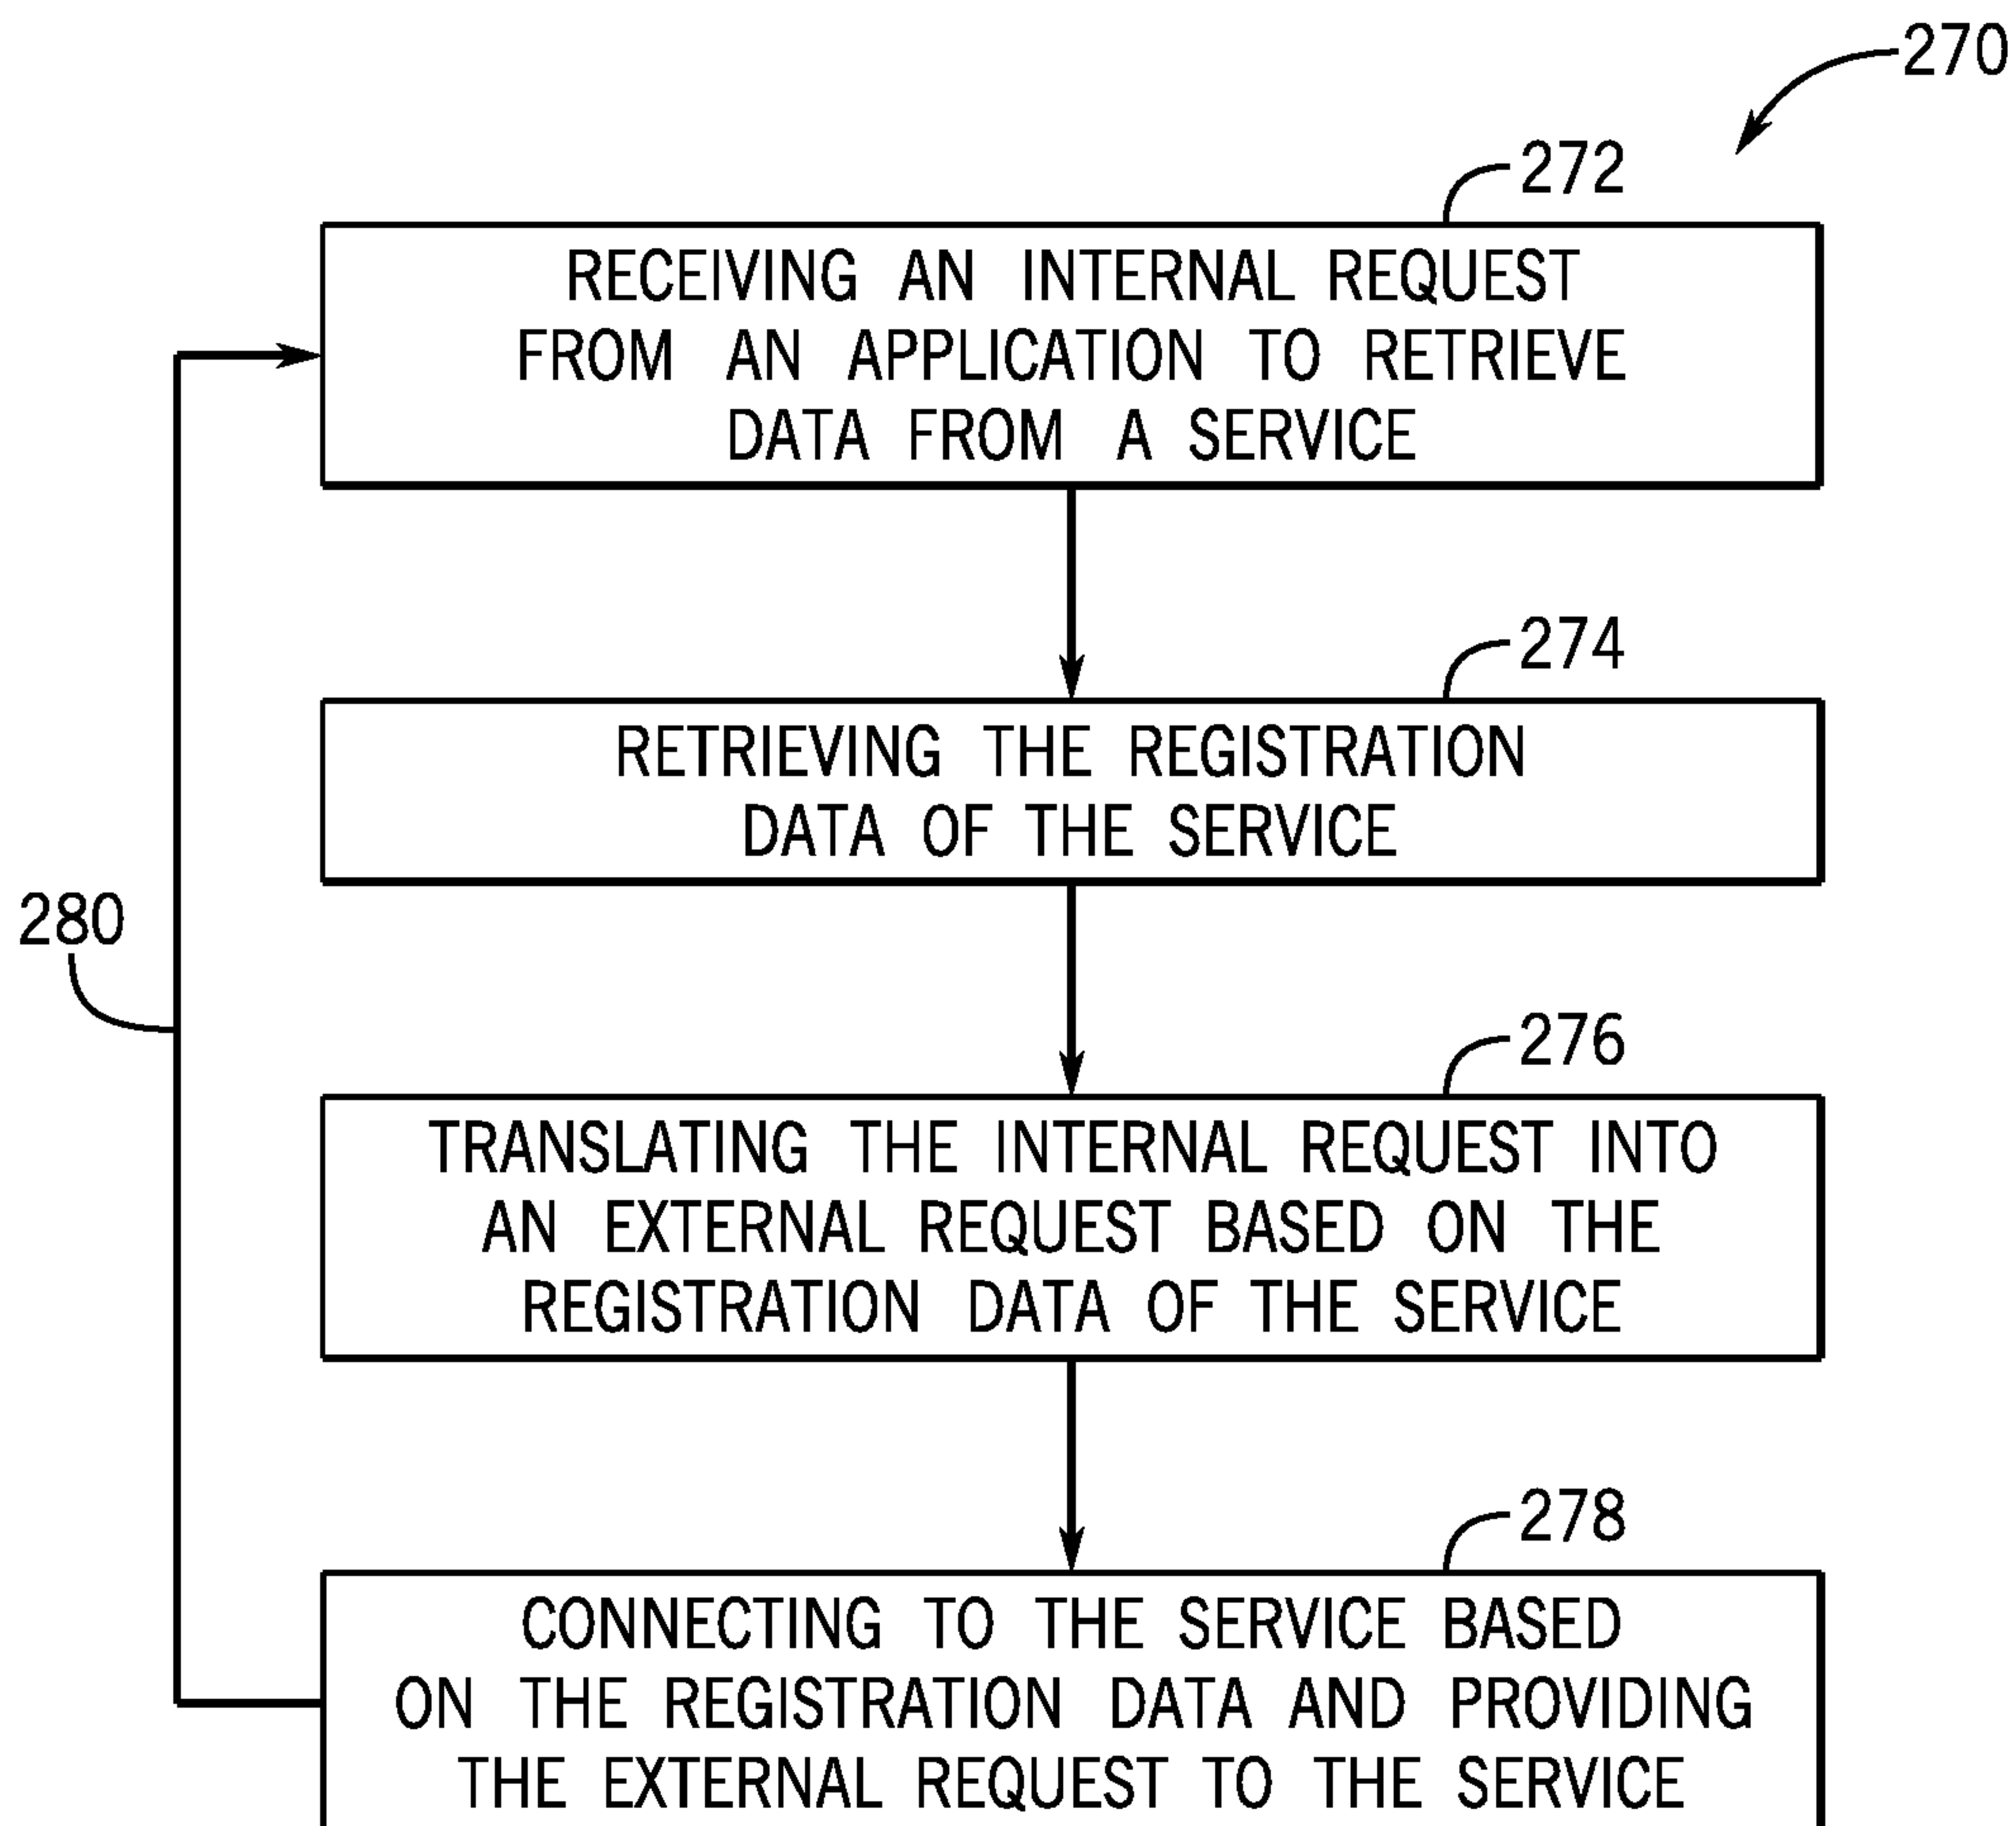 270
272
RECEIVING AN INTERNAL REQUEST
FROM AN APPLICATION TO RETRIEVE
DATA FROM A SERVICE
274
RETRIEVING THE REGISTRATION
DATA OF THE SERVICE
280
276
TRANSLATING THE INTERNAL REQUEST INTO
AN EXTERNAL REQUEST BASED ON THE
REGISTRATION DATA OF THE SERVICE
278
CONNECTING TO THE SERVICE BASED
ON THE REGISTRATION DATA AND PROVIDING
THE EXTERNAL REQUEST TO THE SERVICE